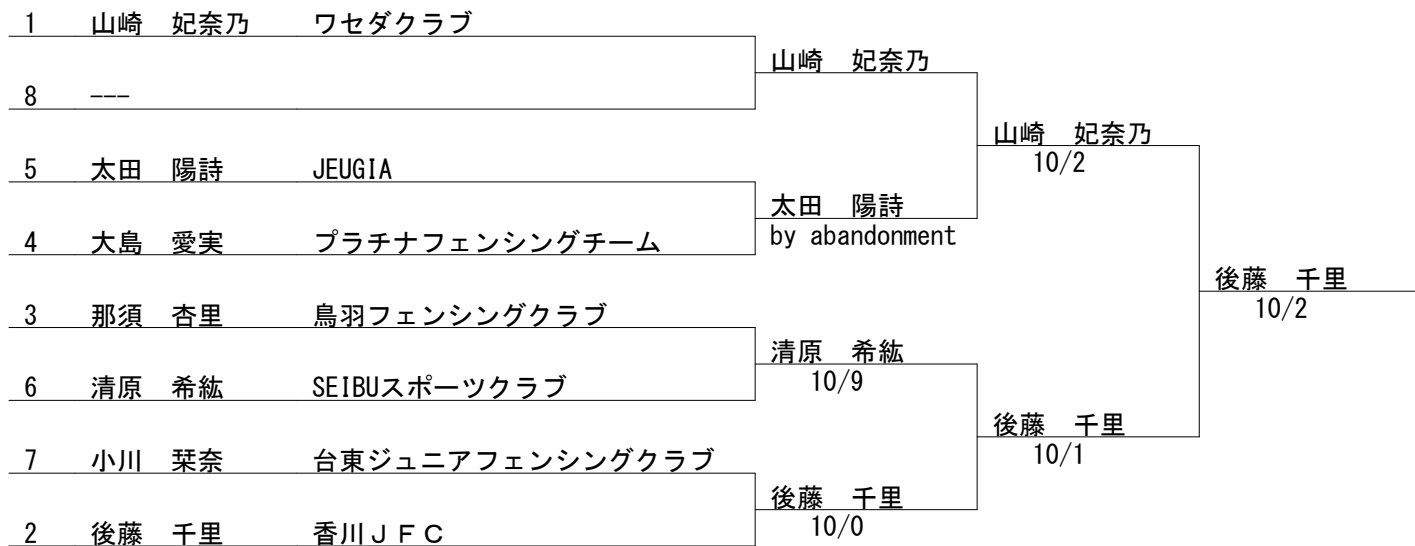 1 山崎 妃奈乃 ワセダクラブ
山崎 妃奈乃
8 ---
山崎 妃奈乃
10/2
5 太田 陽詩 JEUGIA
太田 陽詩
by abandonment
4 大島 愛実 プラチナフェンシングチーム
後藤 千里
10/2
3 那須 杏里 鳥羽フェンシングクラブ
清原 希紘
10/9
6 清原 希紘 SEIBUスポーツクラブ
後藤 千里
10/1
7 小川 栞奈 台東ジュニアフェンシングクラブ
後藤 千里
10/0
2 後藤 千里 香川JFC